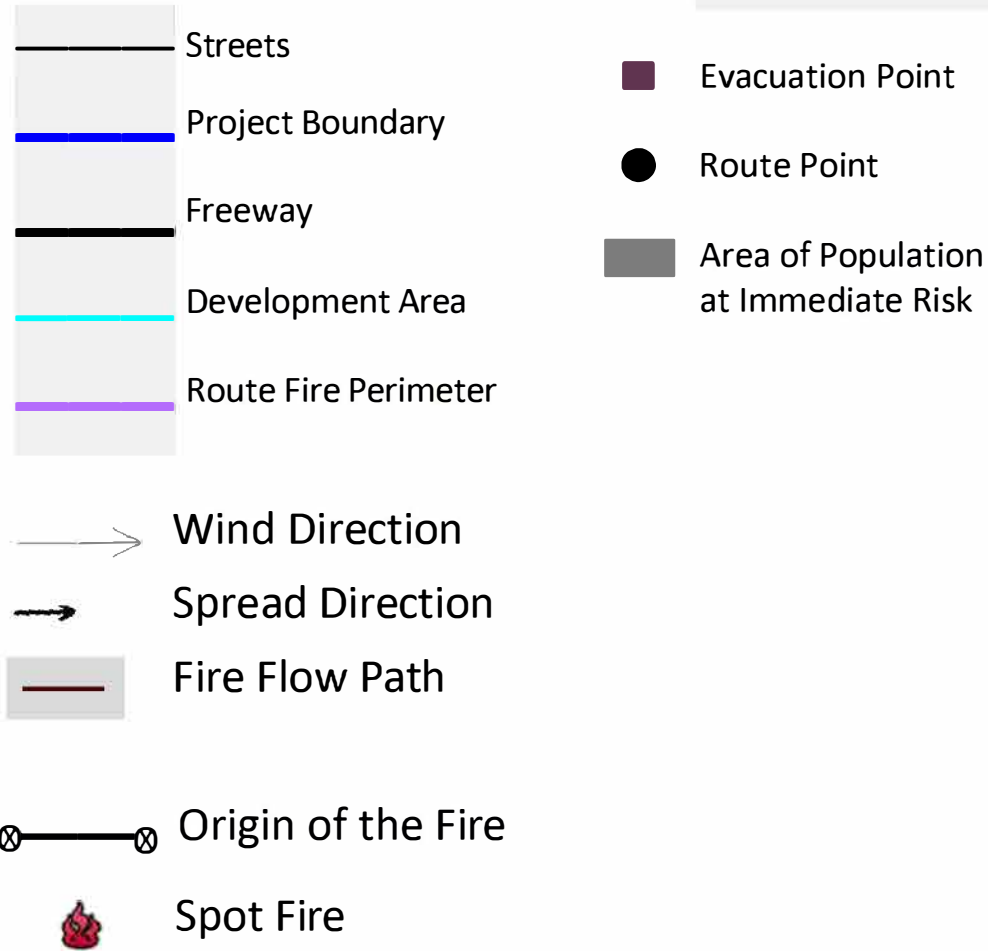 Streets
Project Boundary
Freeway
Development Area
Route Fire Perimeter
Evacuation Point
Route Point
Area of Population
at Immediate Risk
Wind Direction
Spread Direction
Fire Flow Path
Origin of the Fire
Spot Fire